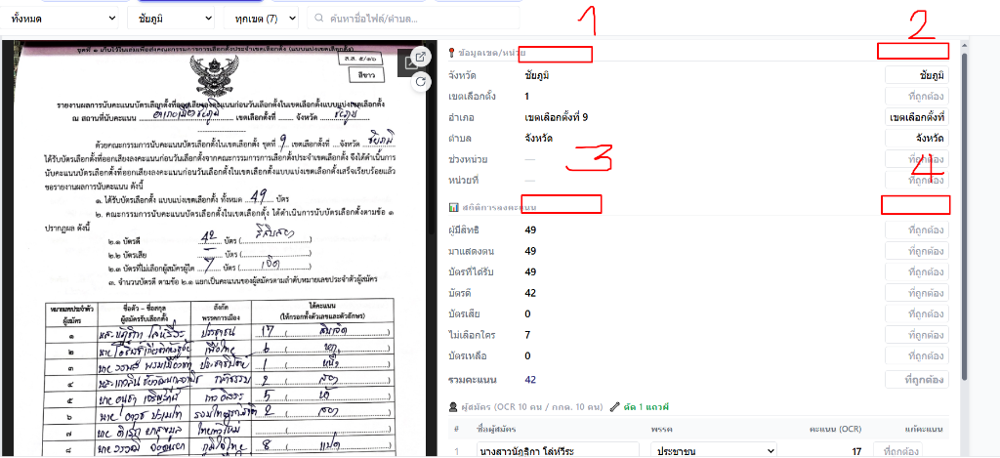 ทั้งหมด ชัยภูมิ ทุกเขต (7) ค้นหาชื่อไฟล์/ตำบล...
1 2
ส.ส. ๕/๑๖
สีขาว
รายงานผลการนับคะแนนบัตรเลือกตั้งที่ออกเสียงลงคะแนนก่อนวันเลือกตั้งในเขตเลือกตั้งแบบแบ่งเขตเลือกตั้ง
ณ สถานที่นับคะแนน เขตเลือกตั้งที่ จังหวัด ชัยภูมิ
ด้วยคณะกรรมการนับคะแนนบัตรเลือกตั้งในเขตเลือกตั้ง ชุดที่ 9 เขตเลือกตั้งที่ จังหวัด ชัยภูมิ
ได้รับบัตรเลือกตั้งที่ออกเสียงลงคะแนนก่อนวันเลือกตั้งจากคณะกรรมการการเลือกตั้งประจำเขตเลือกตั้ง จึงได้ดำเนินการ
นับคะแนนบัตรเลือกตั้งที่ออกเสียงลงคะแนนก่อนวันเลือกตั้งในเขตเลือกตั้งแบบแบ่งเขตเลือกตั้งเสร็จเรียบร้อยแล้ว
ขอรายงานผลการนับคะแนน ดังนี้
๑. ได้รับบัตรเลือกตั้ง แบบแบ่งเขตเลือกตั้ง ทั้งหมด 49 บัตร
๒. คณะกรรมการนับคะแนนบัตรเลือกตั้งในเขตเลือกตั้ง ได้ดำเนินการนับบัตรเลือกตั้งตามข้อ ๑
ปรากฏผล ดังนี้
๒.๑ บัตรดี 42 บัตร (สี่สิบสอง)
๒.๒ บัตรเสีย - บัตร ( )
๒.๓ บัตรที่ไม่เลือกผู้สมัครผู้ใด 7 บัตร (เจ็ด)
๓. จำนวนบัตรดี ตามข้อ ๒.๑ แยกเป็นคะแนนของผู้สมัครตามลำดับหมายเลขประจำตัวผู้สมัคร
หมายเลขประจำตัวผู้สมัคร ชื่อตัว - ชื่อสกุล ผู้สมัครรับเลือกตั้ง สังกัดพรรคการเมือง ได้คะแนน (ให้กรอกทั้งตัวเลขและตัวอักษร)
๑ ประชาชน 17 (สิบเจ็ด)
๒ เพื่อไทย 6 (หก)
๓ 1 (หนึ่ง)
๔ 2 (สอง)
๕ 5 (ห้า)
๖ 2 (สอง)
๗ ไทยก้าวใหม่
๘ ภูมิใจไทย 8 (แปด)
ข้อมูลเขต/หน่วย
จังหวัด ชัยภูมิ ชัยภูมิ
เขตเลือกตั้ง 1 ที่ถูกต้อง
อำเภอ เขตเลือกตั้งที่ 9 เขตเลือกตั้งที่
ตำบล จังหวัด จังหวัด
ช่วงหน่วย — ที่ถูกต้อง
หน่วยที่ — ที่ถูกต้อง
3 4
สถิติการลงคะแนน
ผู้มีสิทธิ 49 ที่ถูกต้อง
มาแสดงตน 49 ที่ถูกต้อง
บัตรที่ได้รับ 49 ที่ถูกต้อง
บัตรดี 42 ที่ถูกต้อง
บัตรเสีย 0 ที่ถูกต้อง
ไม่เลือกใคร 7 ที่ถูกต้อง
บัตรเหลือ 0 ที่ถูกต้อง
รวมคะแนน 42 ที่ถูกต้อง
ผู้สมัคร (OCR 10 คน / กกต. 10 คน) คัด 1 แถวผี
# ชื่อผู้สมัคร พรรค คะแนน (OCR) แก้คะแนน
1 นางสาวนัฎฐิกา โล่ห์วีระ ประชาชน 17 ที่ถูกต้อง